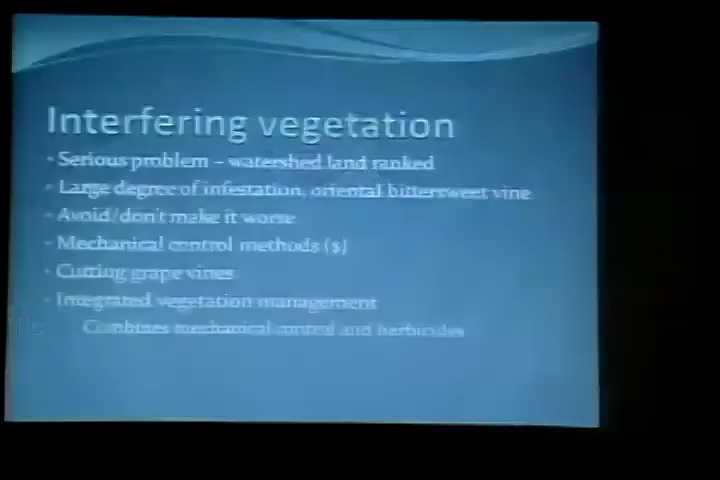 Interfering vegetation
• Serious problem – watershed land ranked
• Large degree of infestation, oriental bittersweet vine
• Avoid/don't make it worse
• Mechanical control methods ($)
• Cutting grape vines
• Integrated vegetation management
Combines mechanical control and herbicides